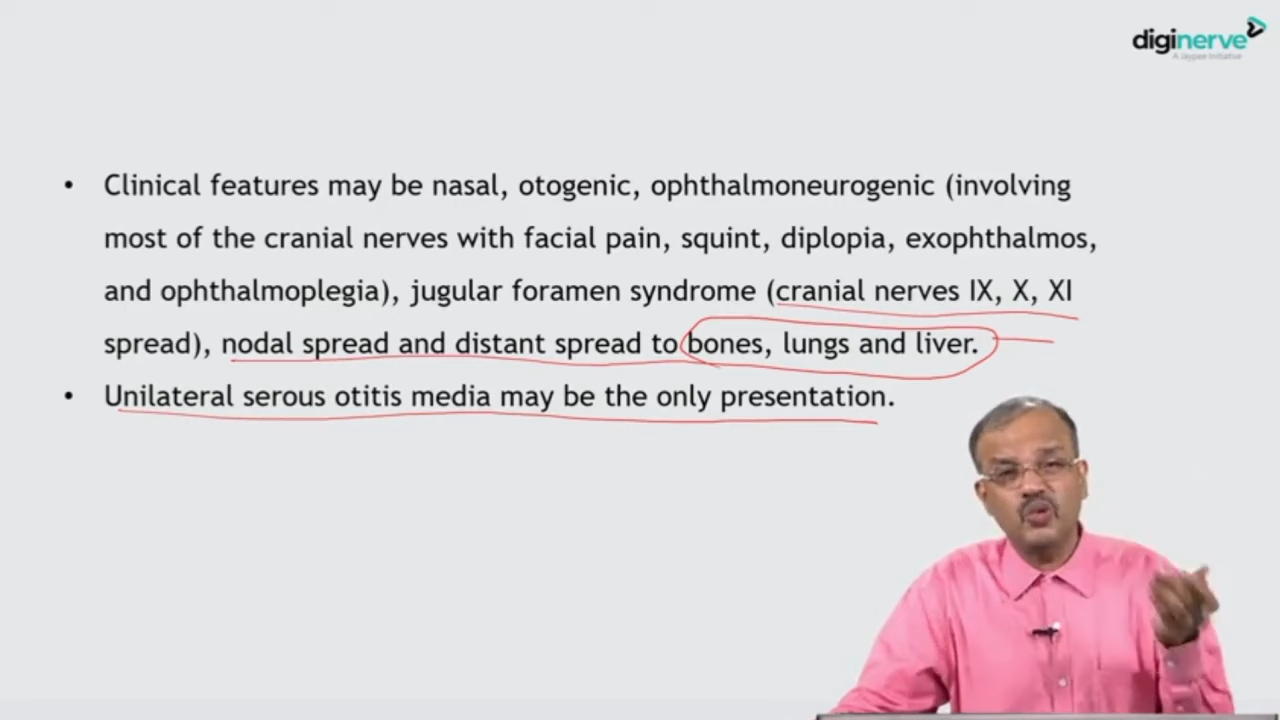 diginerve
A Jaypee Initiative
• Clinical features may be nasal, otogenic, ophthalmoneurogenic (involving
most of the cranial nerves with facial pain, squint, diplopia, exophthalmos,
and ophthalmoplegia), jugular foramen syndrome (cranial nerves IX, X, XI
spread), nodal spread and distant spread to bones, lungs and liver.
• Unilateral serous otitis media may be the only presentation.